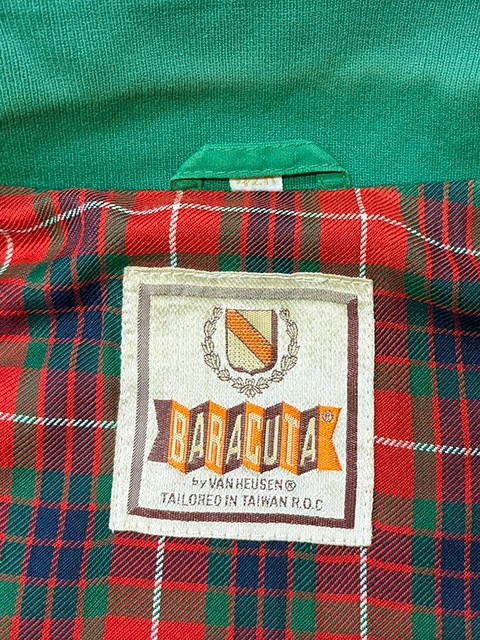 BARACUTA®
by VAN HEUSEN®
TAILORED IN TAIWAN R.O.C